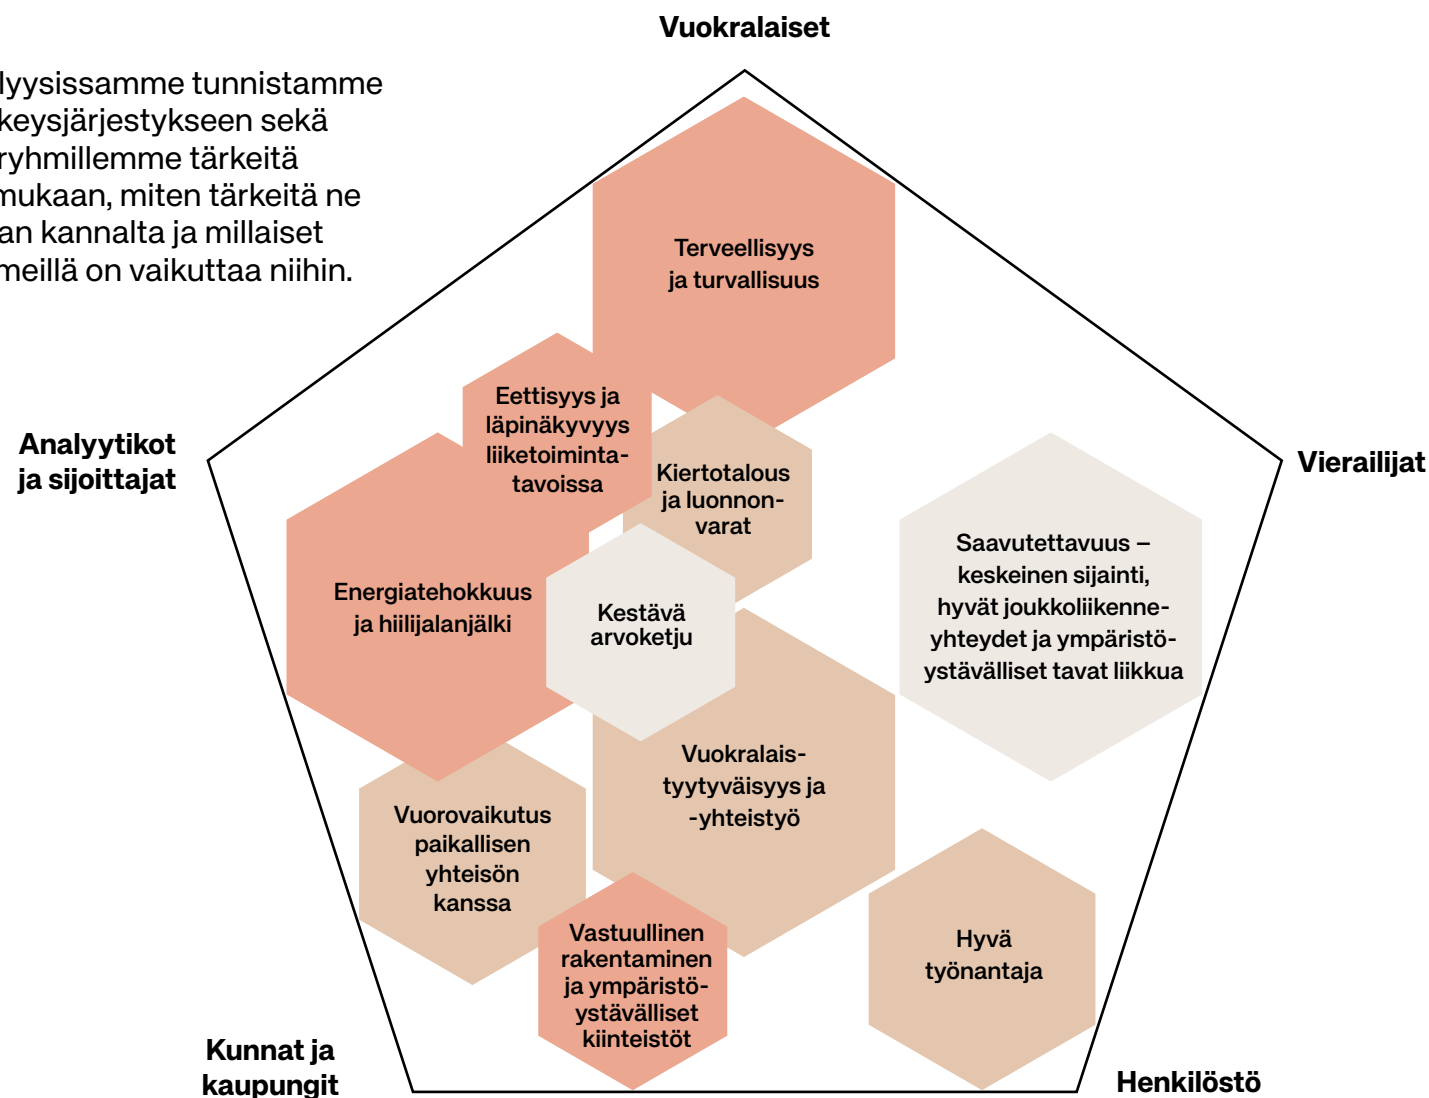 Vuokralaiset
lyysissamme tunnistamme
keysjärjestykseen sekä
ryhmillemme tärkeitä
mukaan, miten tärkeitä ne
an kannalta ja millaiset
meillä on vaikuttaa niihin.
Terveellisyys
ja turvallisuus
Eettisyys ja
läpinäkyvyys
liiketoiminta-
tavoissa
Analyytikot
ja sijoittajat
Kiertotalous
ja luonnon-
varat
Vierailijat
Saavutettavuus –
keskeinen sijainti,
hyvät joukkoliikenne-
yhteydet ja ympäristö-
ystävälliset tavat liikkua
Energiatehokkuus
ja hiilijalanjälki
Kestävä
arvoketju
Vuokralais-
tyytyväisyys ja
-yhteistyö
Vuorovaikutus
paikallisen
yhteisön
kanssa
Vastuullinen
rakentaminen
ja ympäristö-
ystävälliset
kiinteistöt
Hyvä
työnantaja
Kunnat ja
kaupungit
Henkilöstö